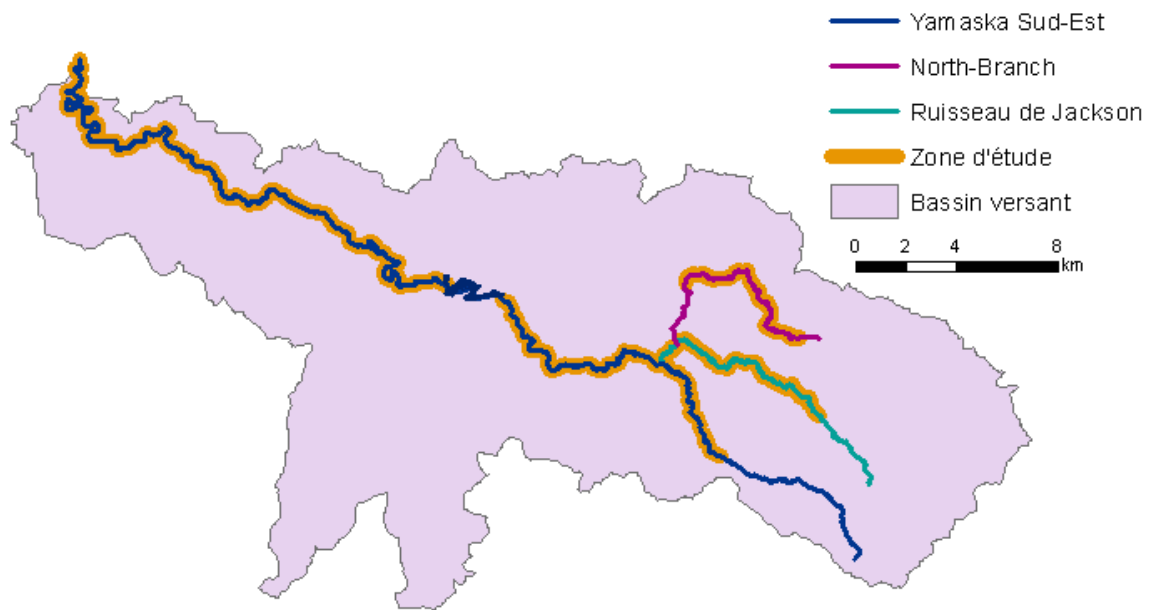 Yamaska Sud-Est
North-Branch
Ruisseau de Jackson
Zone d'étude
Bassin versant
0 2 4 8
km